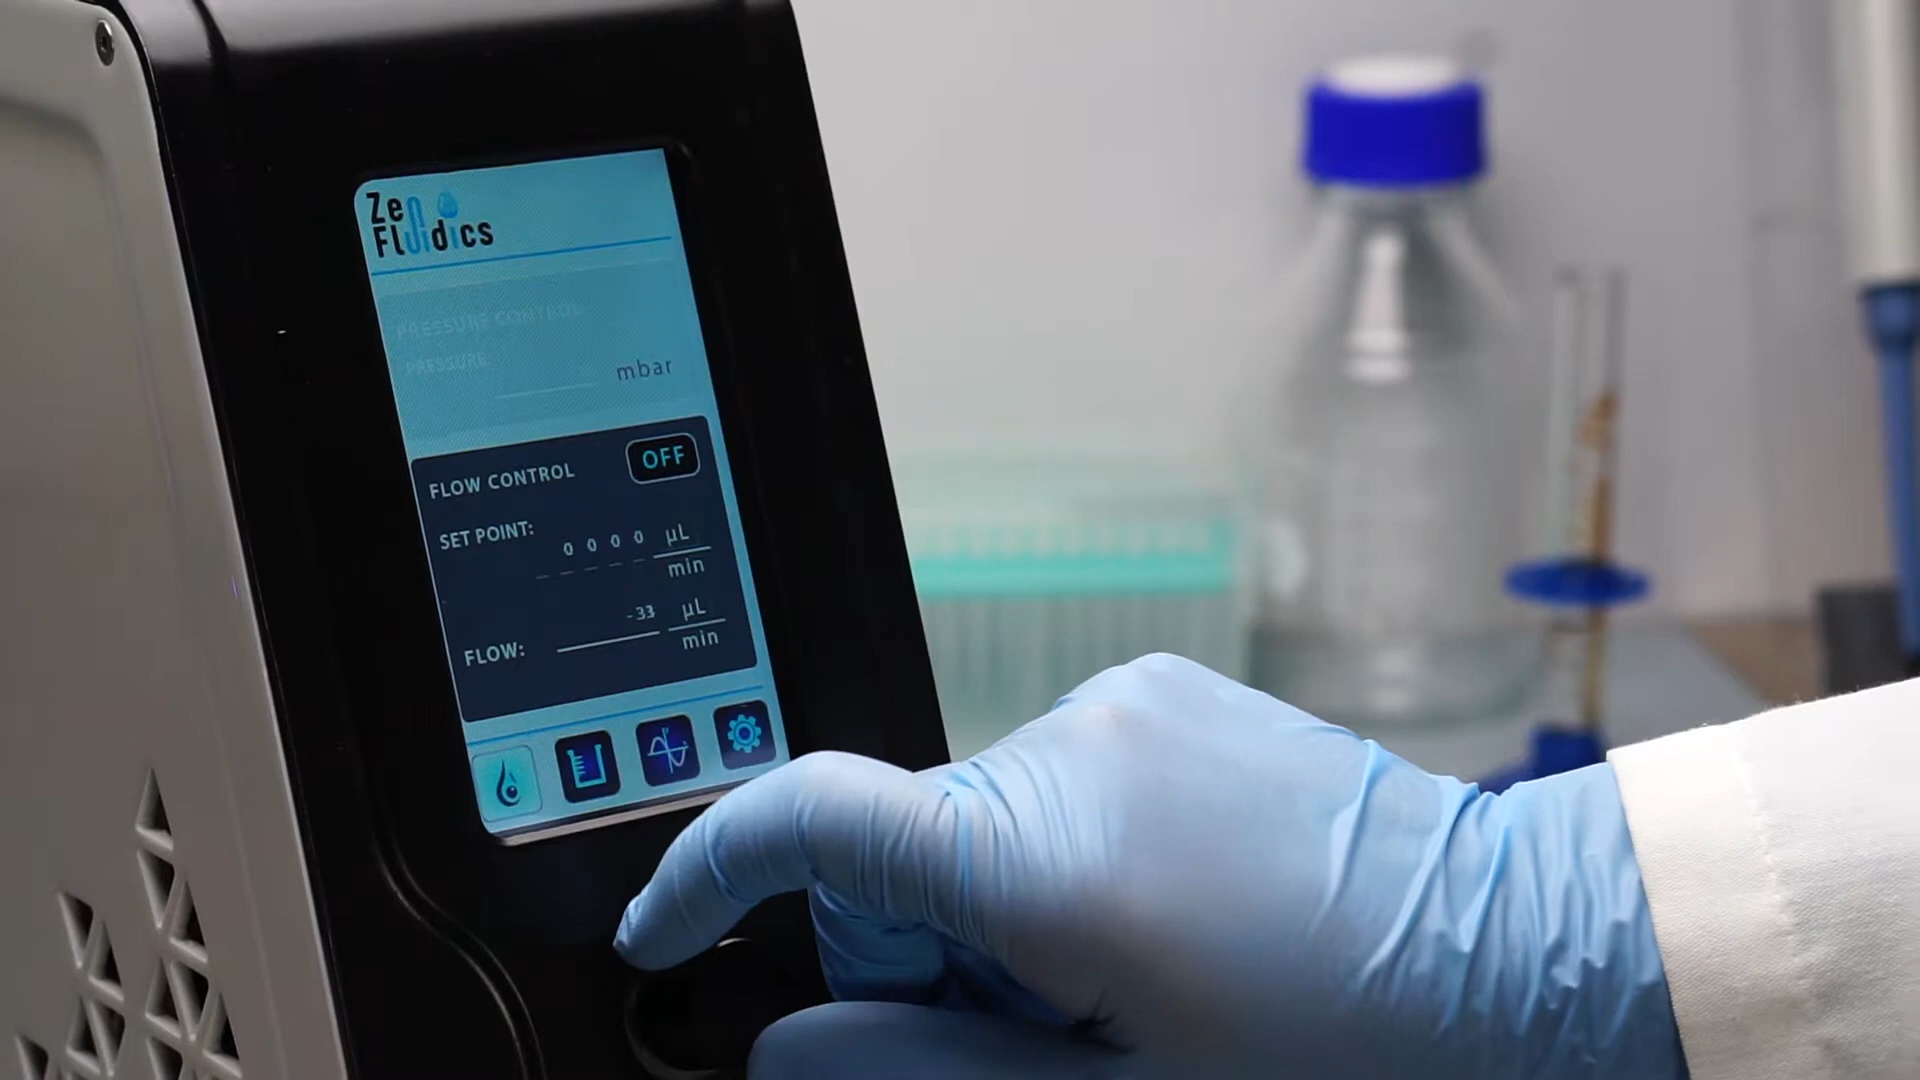 Zen
Fluidics
PRESSURE CONTROL
PRESSURE:
mbar
FLOW CONTROL
OFF
SET POINT:
0 0 0 0
µL
min
-33
µL
min
FLOW: